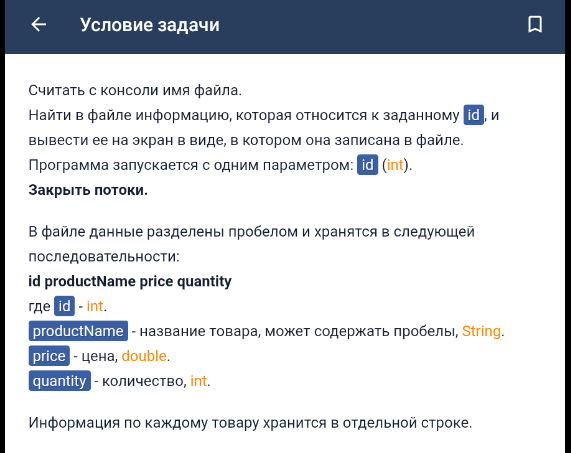 Условие задачи
Считать с консоли имя файла.
Найти в файле информацию, которая относится к заданному id, и
вывести ее на экран в виде, в котором она записана в файле.
Программа запускается с одним параметром: id (int).
Закрыть потоки.
В файле данные разделены пробелом и хранятся в следующей
последовательности:
id productName price quantity
где id - int.
productName - название товара, может содержать пробелы, String.
price - цена, double.
quantity - количество, int.
Информация по каждому товару хранится в отдельной строке.